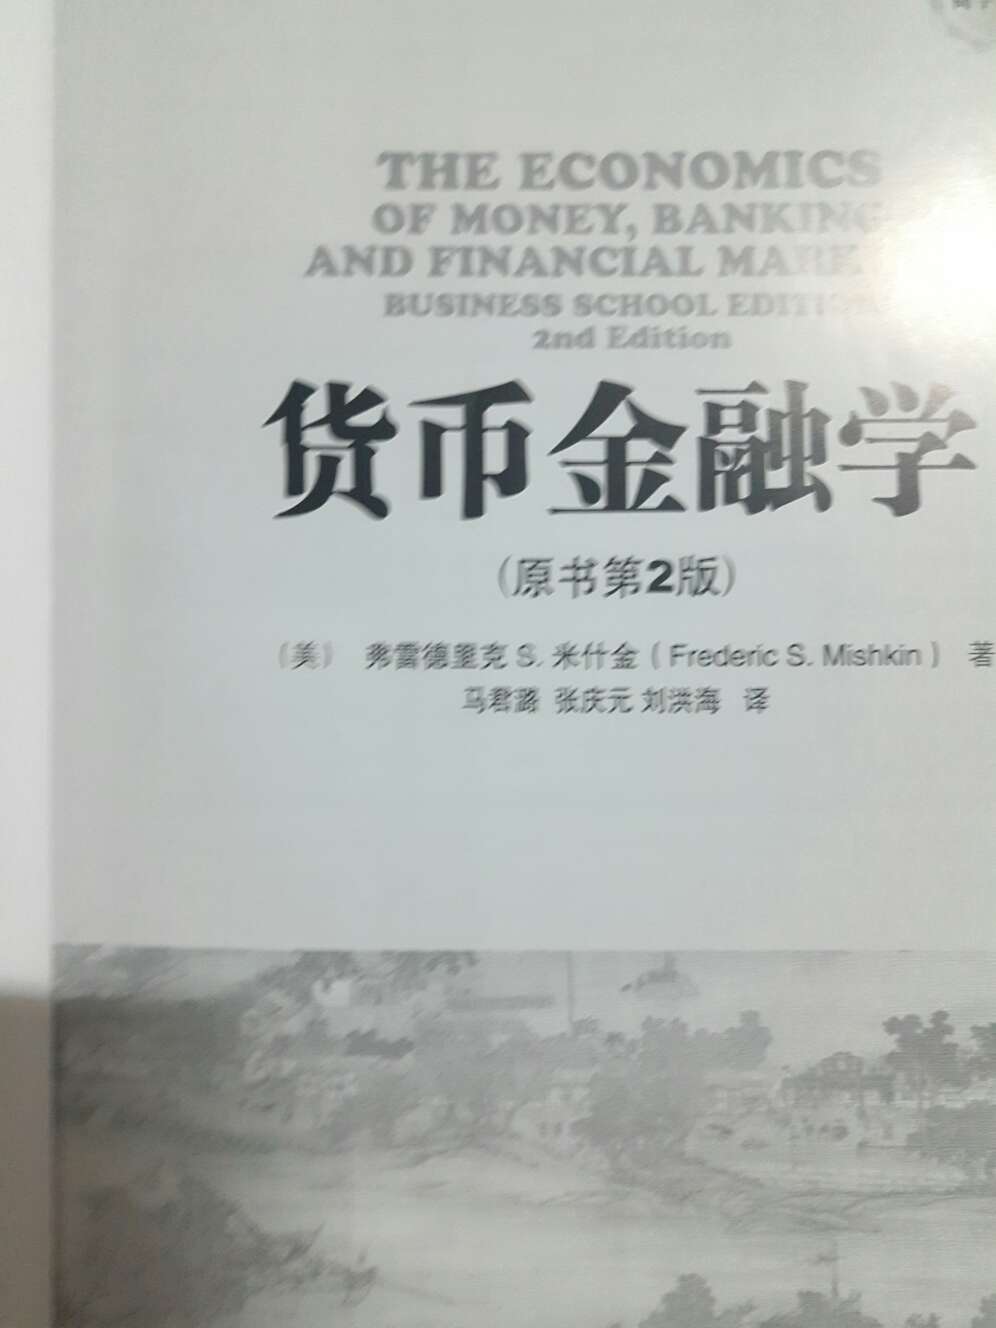 THE ECONOMICS
OF MONEY, BANKING
AND FINANCIAL MARKET
BUSINESS SCHOOL EDITION
2nd Edition
货币金融学
(原书第2版)
(美) 弗雷德里克 S. 米什金 (Frederic S. Mishkin) 著
马君潞 张庆元 刘洪海 译